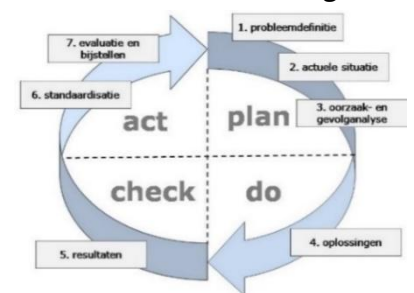 1. probleemdefinitie
2. actuele situatie
3. oorzaak- en
gevolganalyse
4. oplossingen
5. resultaten
6. standaardisatie
7. evaluatie en
bijstellen
act
plan
check
do